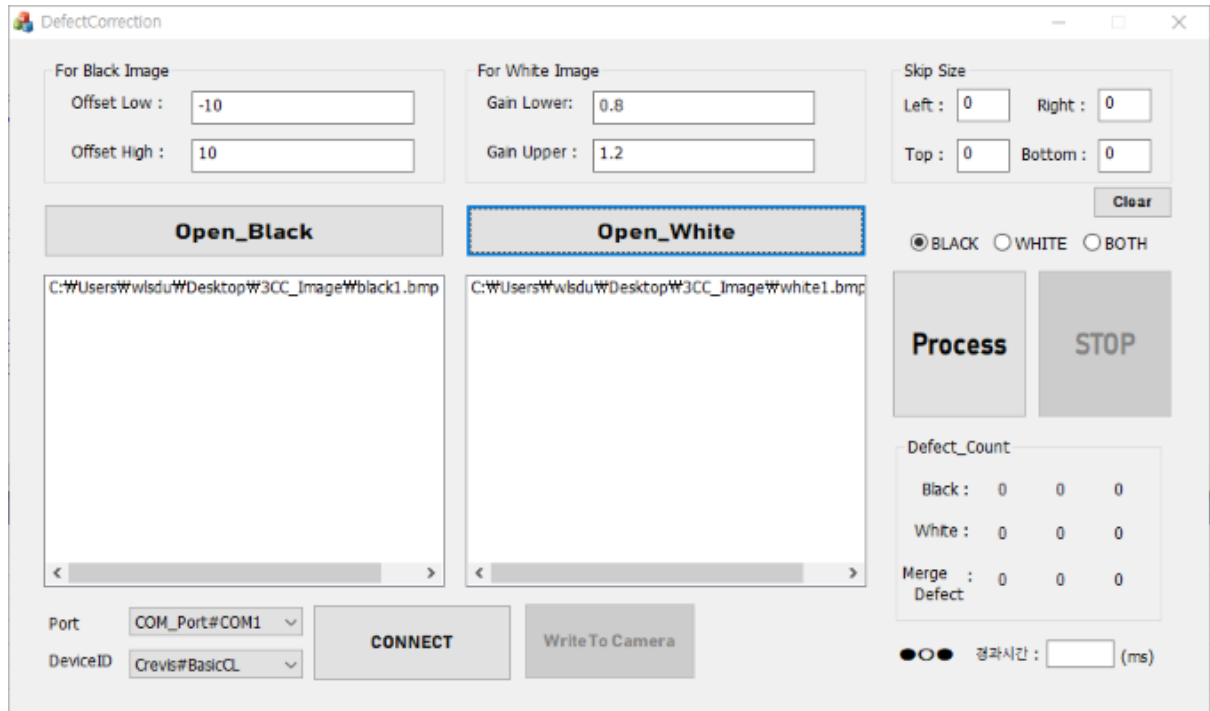 DefectCorrection
For Black Image
Offset Low :
-10
Offset High :
10
For White Image
Gain Lower:
0.8
Gain Upper :
1.2
Skip Size
Left :
0
Right :
0
Top :
0
Bottom :
0
Clear
Open_Black
Open_White
BLACK
WHITE
BOTH
C:₩Users₩wlsdu₩Desktop₩3CC_Image₩black1.bmp
C:₩Users₩wlsdu₩Desktop₩3CC_Image₩white1.bmp
Process
STOP
Defect_Count
Black : 0 0 0
White : 0 0 0
Merge : 0 0 0
Defect
Port
COM_Port#COM1
DeviceID
Crevis#BasicCL
CONNECT
WriteTo Camera
경과시간 :
(ms)